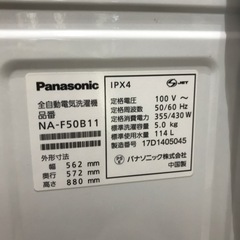 Panasonic
全自動電気洗濯機
品番
NA-F50B11
外形寸法
幅 562 mm
奥行 572 mm
高さ 880 mm
IPX4
JET
定格電圧 100 V~
定格周波数 50/60 Hz
定格消費電力 355/430 W
標準洗濯容量 5.0 kg
標準使用水量 114 L
製造番号 17D1405045
パナソニック株式会社